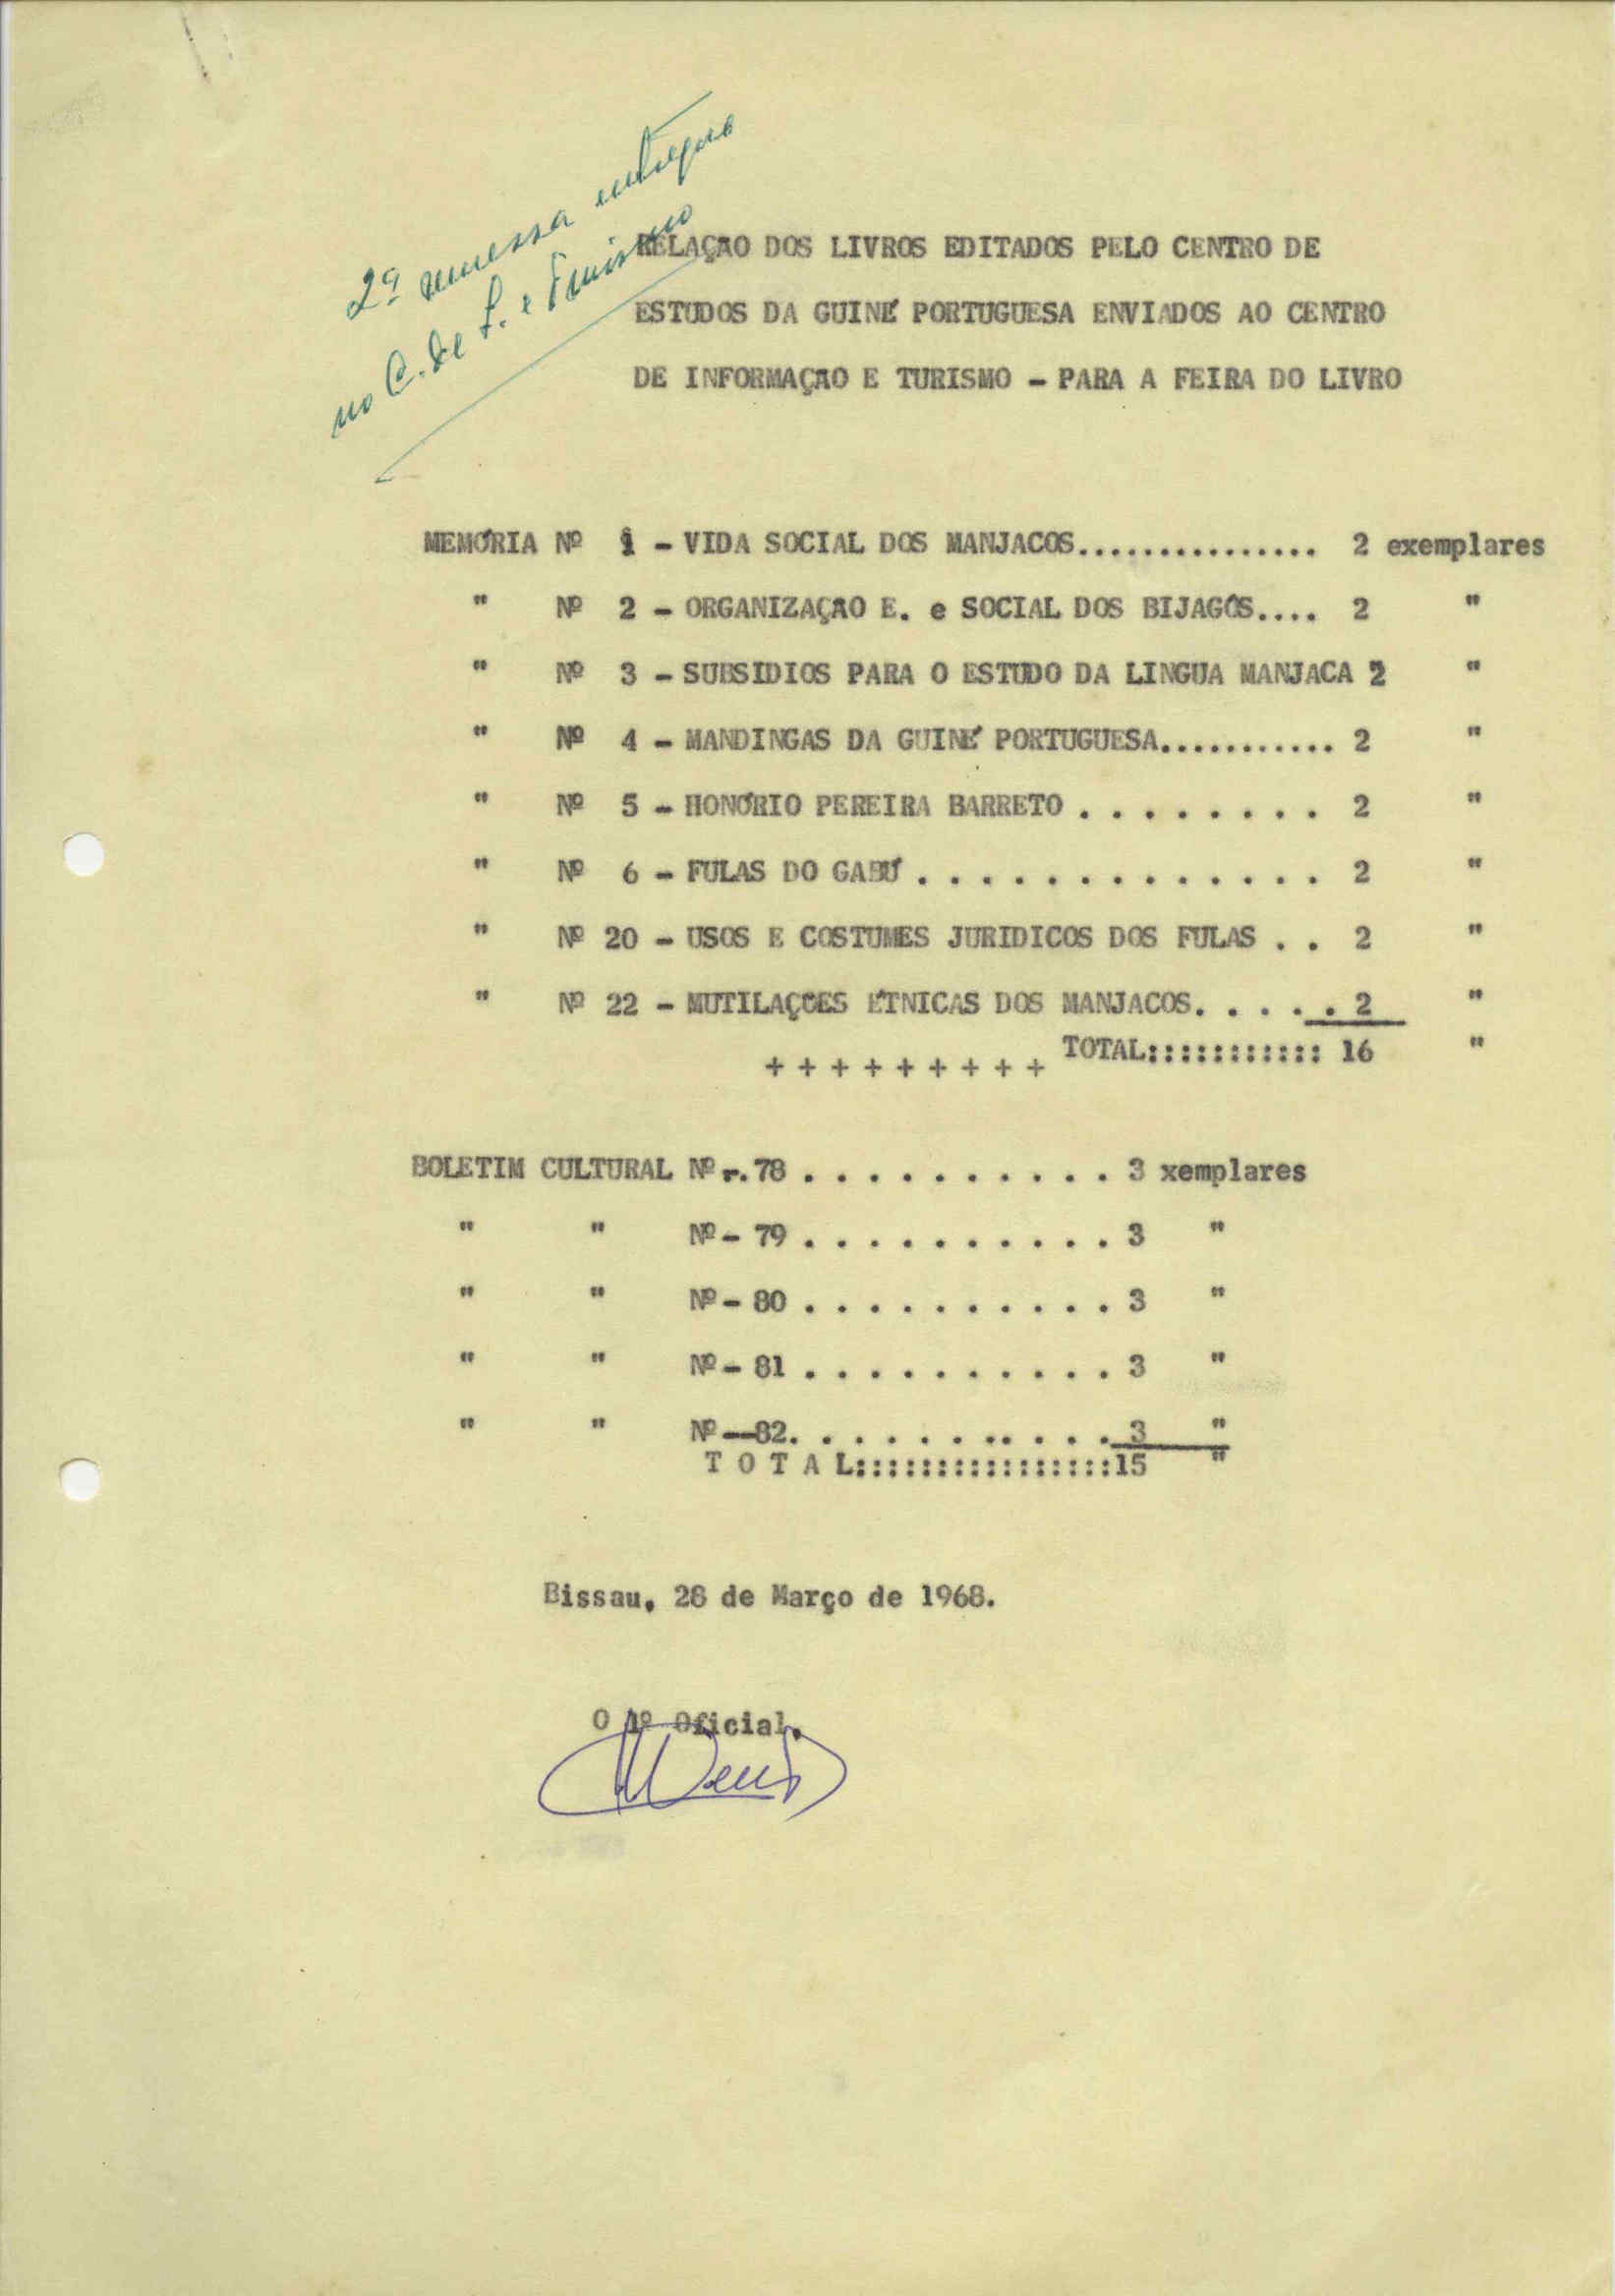 2ª remessa entregue
no C. de I. e Turismo
RELAÇÃO DOS LIVROS EDITADOS PELO CENTRO DE
ESTUDOS DA GUINÉ PORTUGUESA ENVIADOS AO CENTRO
DE INFORMAÇÃO E TURISMO - PARA A FEIRA DO LIVRO
MEMÓRIA Nº 1 - VIDA SOCIAL DOS MANJACOS............... 2 exemplares
" Nº 2 - ORGANIZAÇÃO E. e SOCIAL DOS BIJAGÓS.... 2 "
" Nº 3 - SUBSIDIOS PARA O ESTUDO DA LINGUA MANJACA 2 "
" Nº 4 - MANDINGAS DA GUINÉ PORTUGUESA........... 2 "
" Nº 5 - HONÓRIO PEREIRA BARRETO . . . . . . . . 2 "
" Nº 6 - FULAS DO GABÚ . . . . . . . . . . . . . 2 "
" Nº 20 - USOS E COSTUMES JURIDICOS DOS FULAS . . 2 "
" Nº 22 - MUTILAÇÕES ÉTNICAS DOS MANJACOS. . . . . 2 "
TOTAL::::::::::: 16 "
+ + + + + + + + +
BOLETIM CULTURAL Nº-.78 . . . . . . . . . . 3 xemplares
" " Nº- 79 . . . . . . . . . . 3 "
" " Nº- 80 . . . . . . . . . . 3 "
" " Nº- 81 . . . . . . . . . . 3 "
" " Nº--82. . . . . . .. . . . 3 "
T O T A L::::::::::::::::15 "
Bissau, 28 de Março de 1968.
O 1º Oficial,